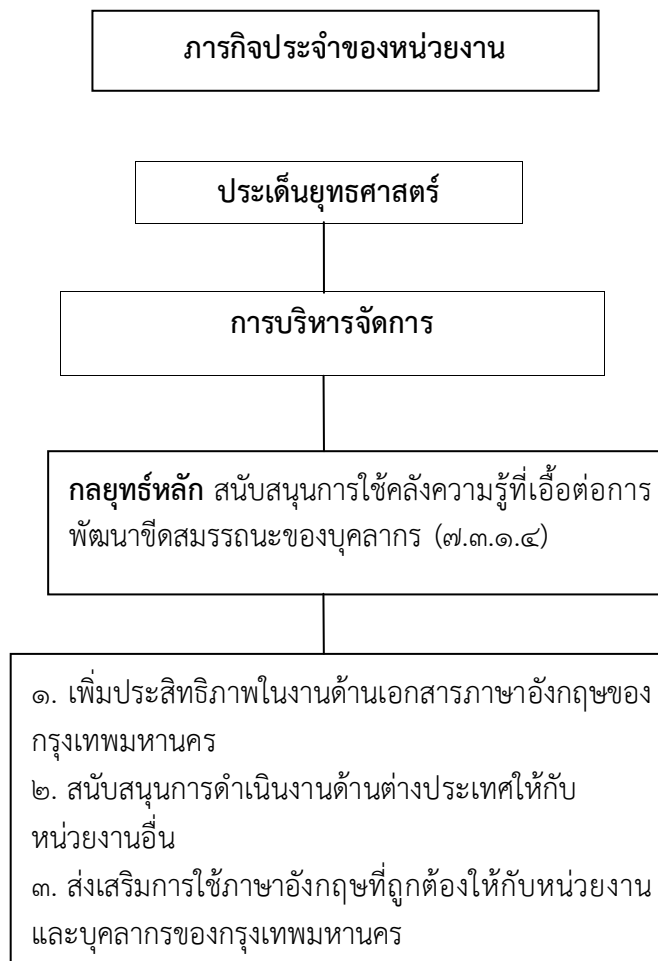 ภารกิจประจำของหน่วยงาน
ประเด็นยุทธศาสตร์
การบริหารจัดการ
กลยุทธ์หลัก สนับสนุนการใช้คลังความรู้ที่เอื้อต่อการ
พัฒนาขีดสมรรถนะของบุคลากร (๗.๓.๑.๔)
๑. เพิ่มประสิทธิภาพในงานด้านเอกสารภาษาอังกฤษของ
กรุงเทพมหานคร
๒. สนับสนุนการดำเนินงานด้านต่างประเทศให้กับ
หน่วยงานอื่น
๓. ส่งเสริมการใช้ภาษาอังกฤษที่ถูกต้องให้กับหน่วยงาน
และบุคลากรของกรุงเทพมหานคร